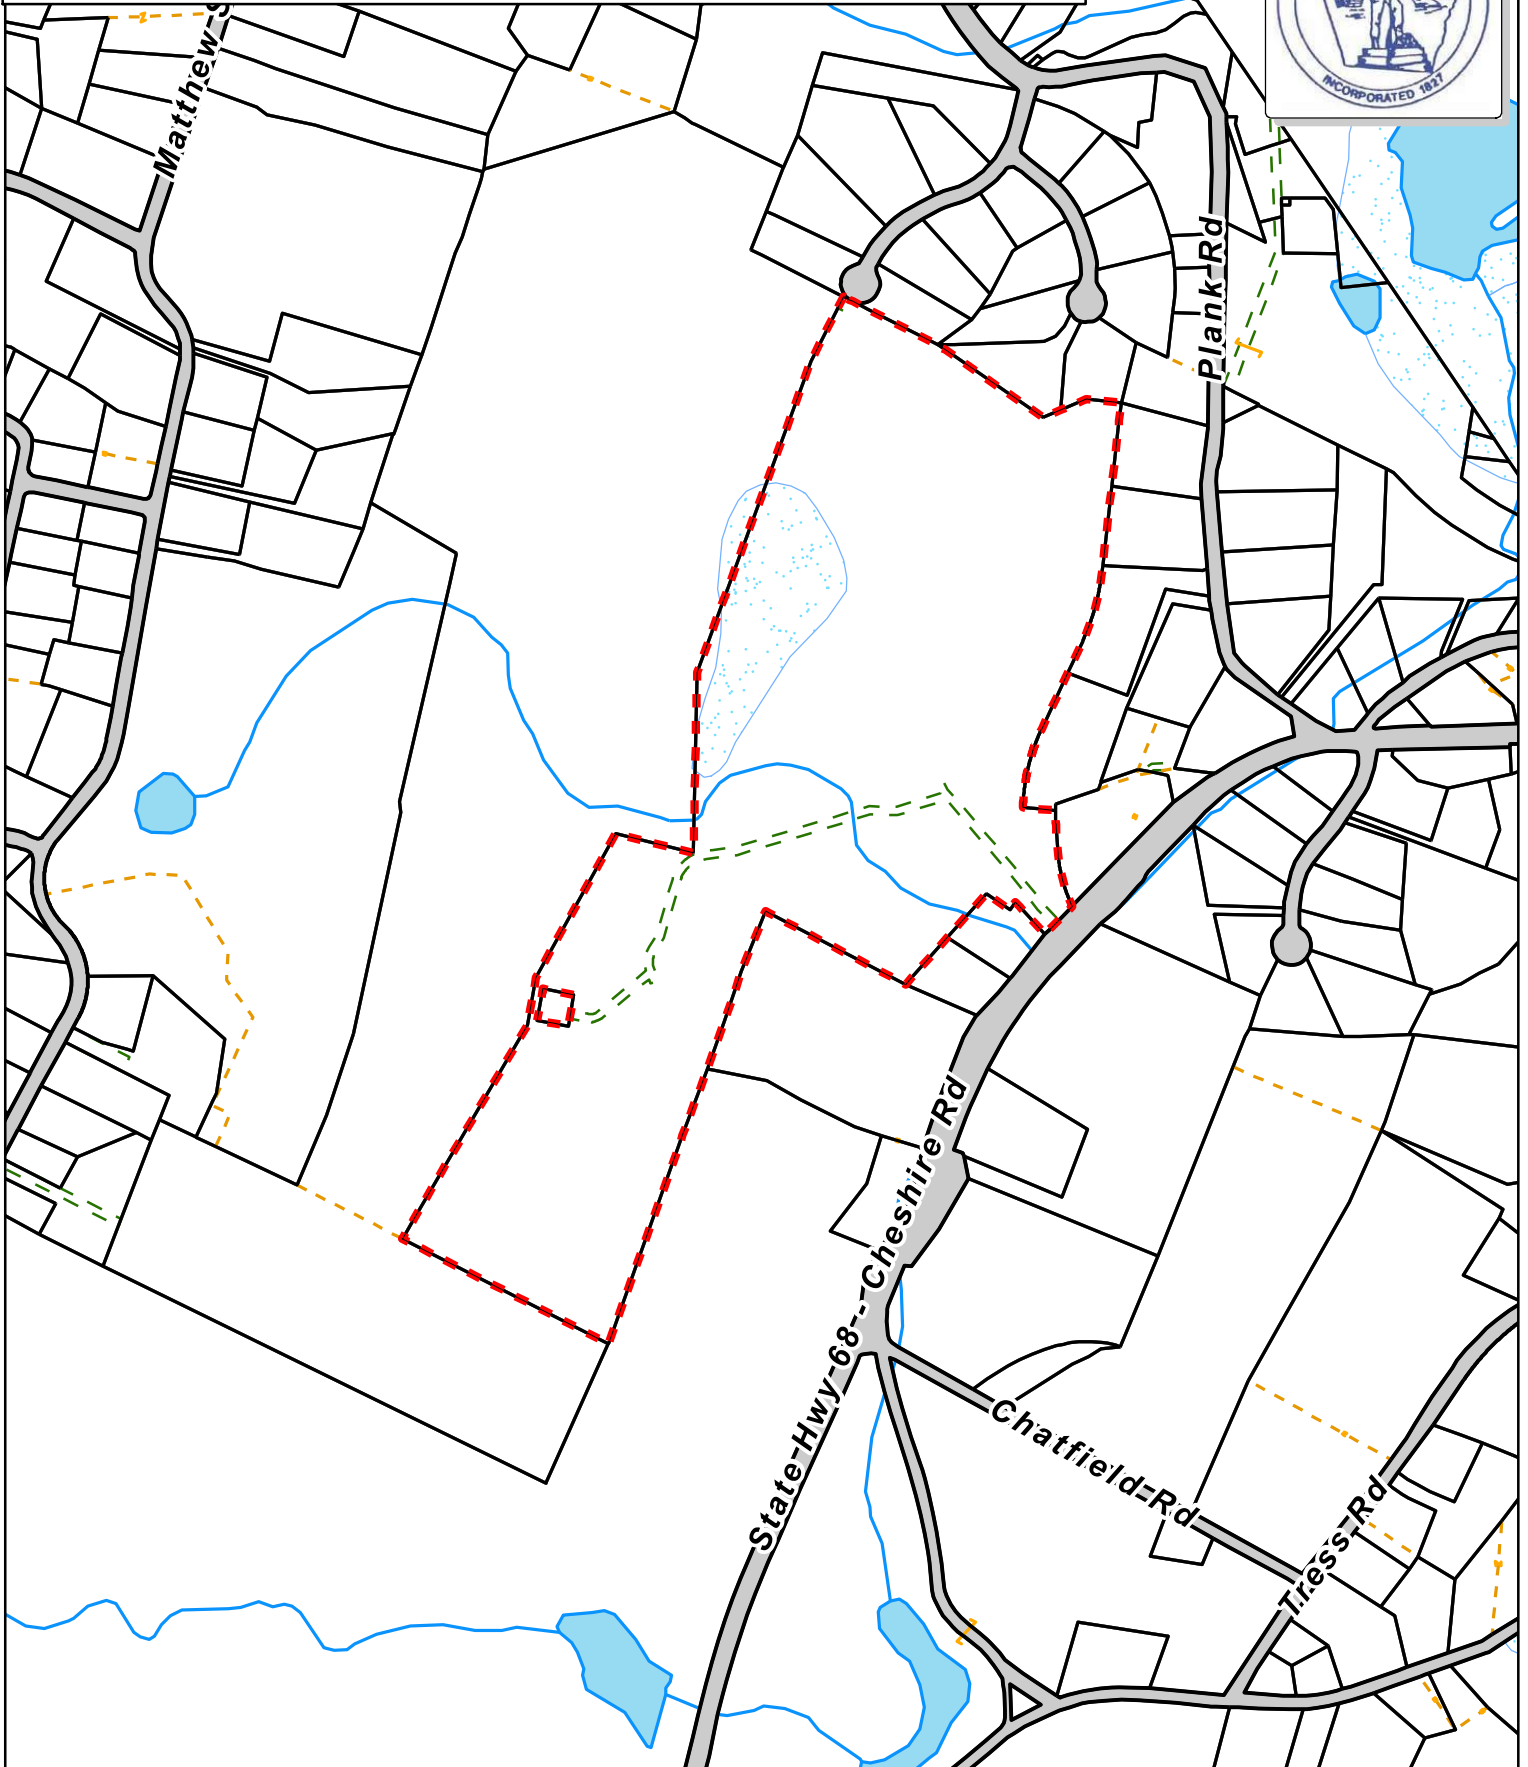 INCORPORATED 1827
Matthew S
Plank Rd
State Hwy 68 - Cheshire Rd
Chatfield Rd
Tress Rd